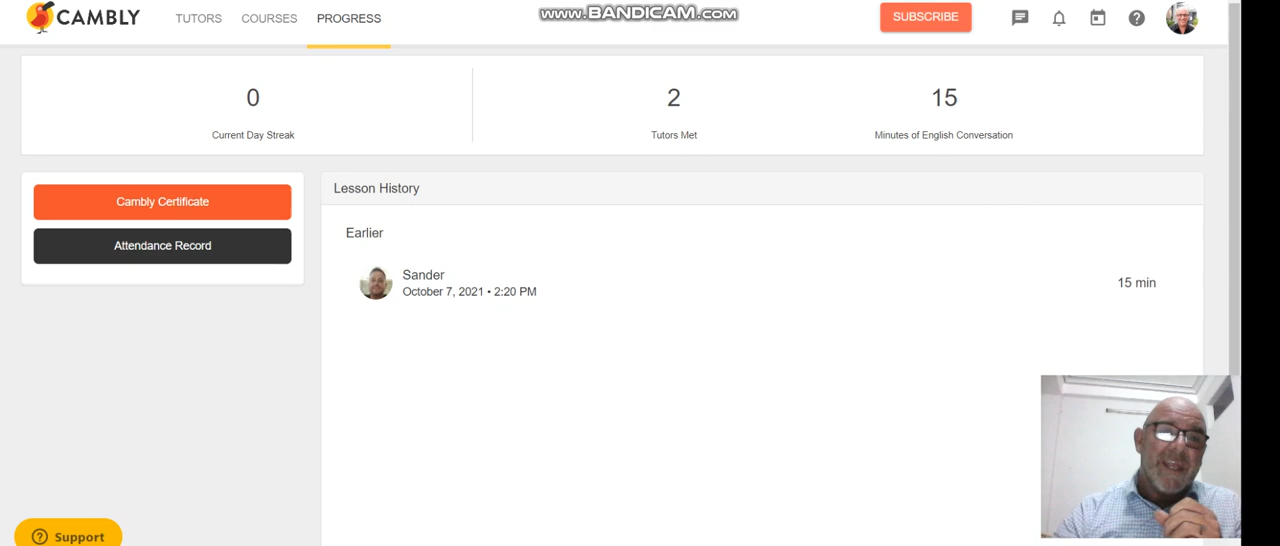 CAMBLY
TUTORS
COURSES
PROGRESS
www.BANDICAM.com
SUBSCRIBE
0
Current Day Streak
2
Tutors Met
15
Minutes of English Conversation
Cambly Certificate
Attendance Record
Lesson History
Earlier
Sander
October 7, 2021 • 2:20 PM
15 min
Support